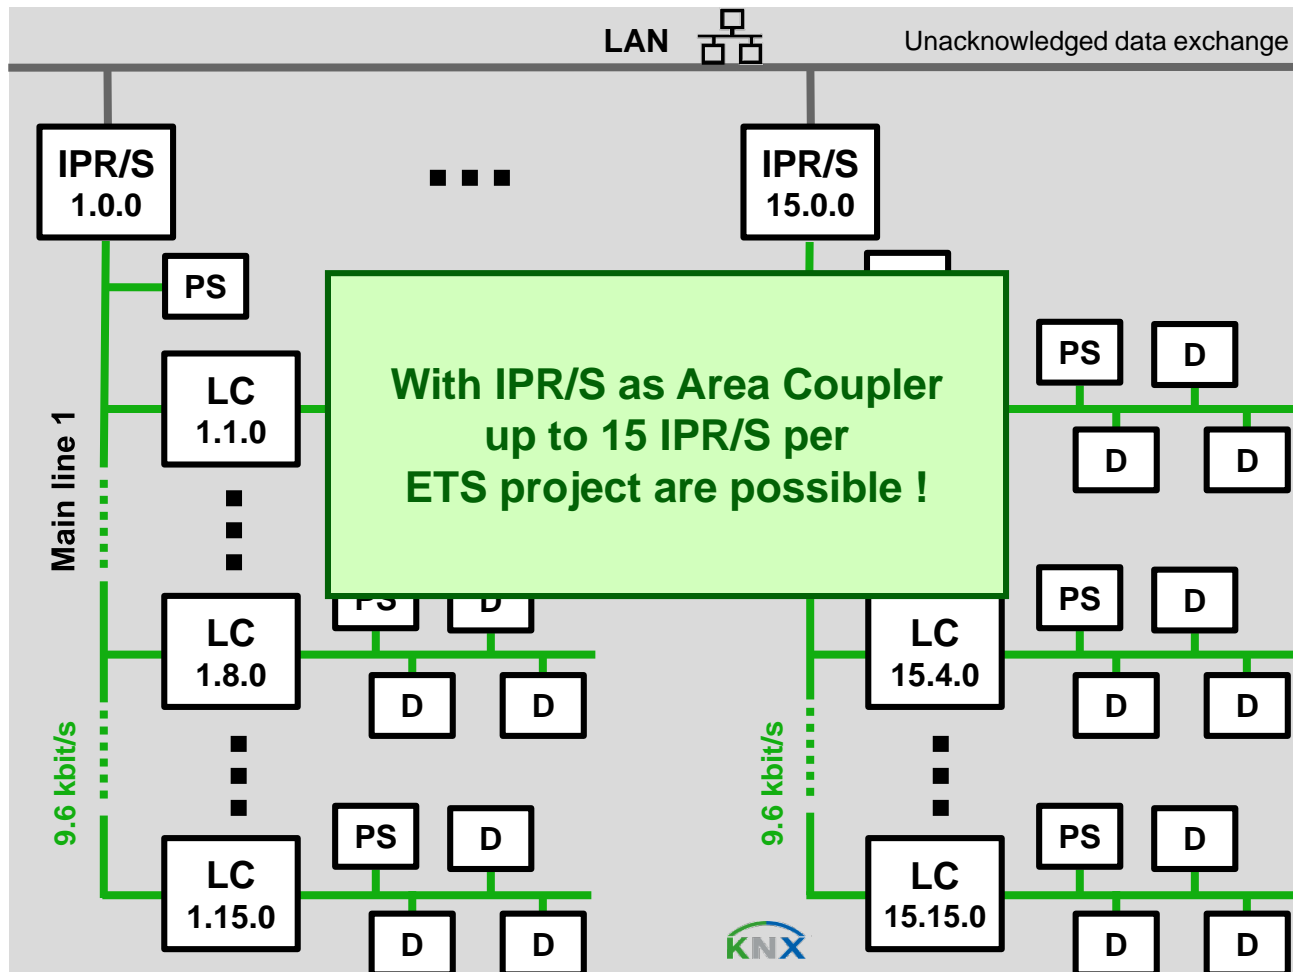 LAN
Unacknowledged data exchange
IPR/S
1.0.0
IPR/S
15.0.0
PS
LC
1.1.0
With IPR/S as Area Coupler
up to 15 IPR/S per
ETS project are possible !
PS
D
D
D
Main line 1
LC
1.8.0
PS
D
D
D
LC
15.4.0
PS
D
D
D
9.6 kbit/s
9.6 kbit/s
LC
1.15.0
PS
D
D
D
LC
15.15.0
PS
D
D
D
KNX